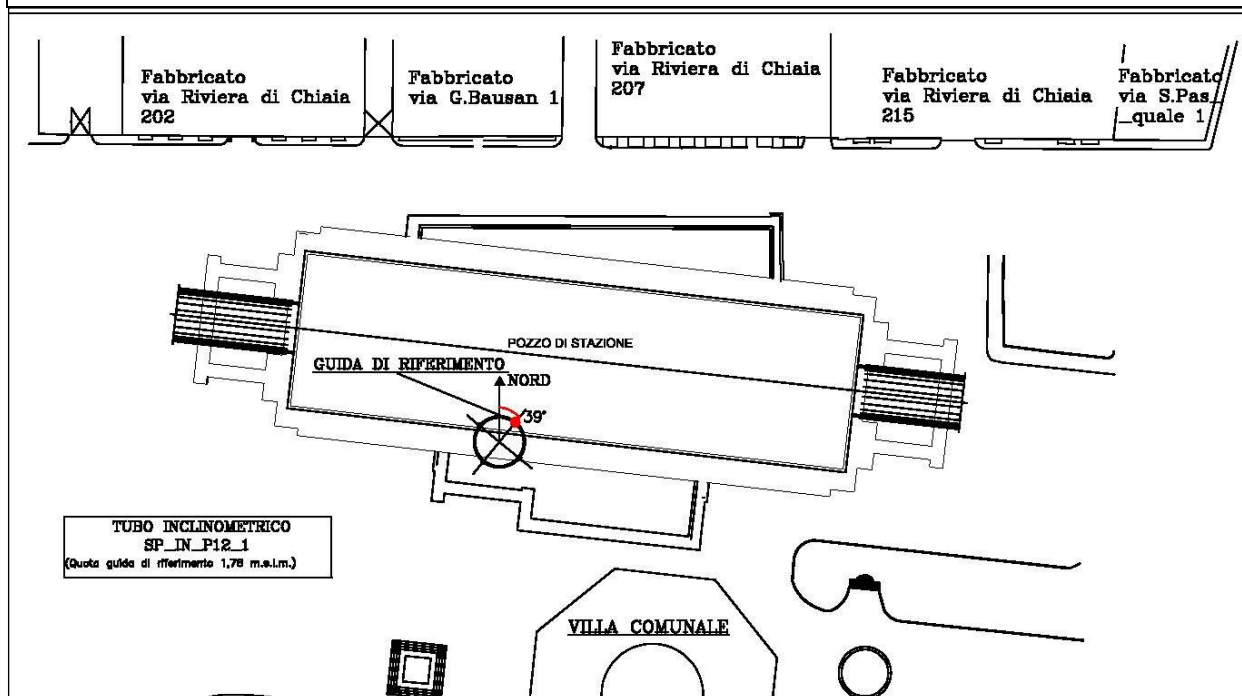 Fabbricato
via Riviera di Chiaia
202
Fabbricato
via G.Bausan 1
Fabbricato
via Riviera di Chiaia
207
Fabbricato
via Riviera di Chiaia
215
Fabbricato
via S.Pas_
_quale 1
POZZO DI STAZIONE
GUIDA DI RIFERIMENTO
NORD
39°
TUBO INCLINOMETRICO
SP_IN_P12_1
(Quota guida di riferimento 1,78 m.s.l.m.)
VILLA COMUNALE